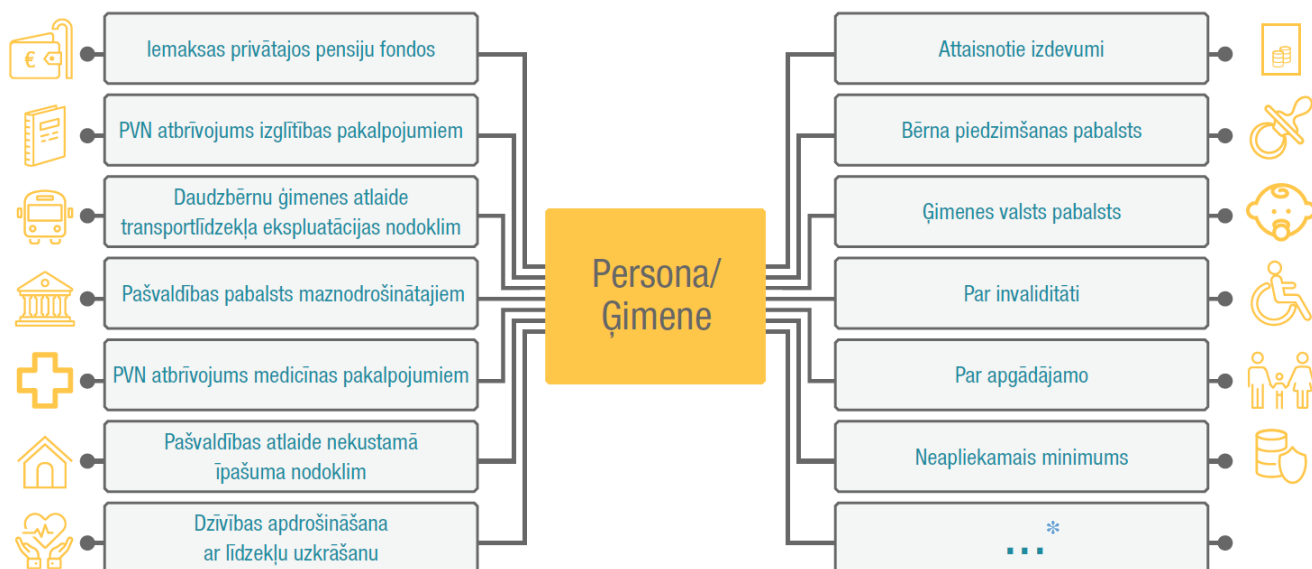 Iemaksas privātajos pensiju fondos
PVN atbrīvojums izglītības pakalpojumiem
Daudzbērnu ģimenes atlaide
transportlīdzekļa ekspluatācijas nodoklim
Pašvaldības pabalsts maznodrošinātajiem
PVN atbrīvojums medicīnas pakalpojumiem
Pašvaldības atlaide nekustamā
īpašuma nodoklim
Dzīvības apdrošināšana
ar līdzekļu uzkrāšanu
Persona/
Ģimene
Attaisnotie izdevumi
Bērna piedzimšanas pabalsts
Ģimenes valsts pabalsts
Par invaliditāti
Par apgādājamo
Neapliekamais minimums
...*
€